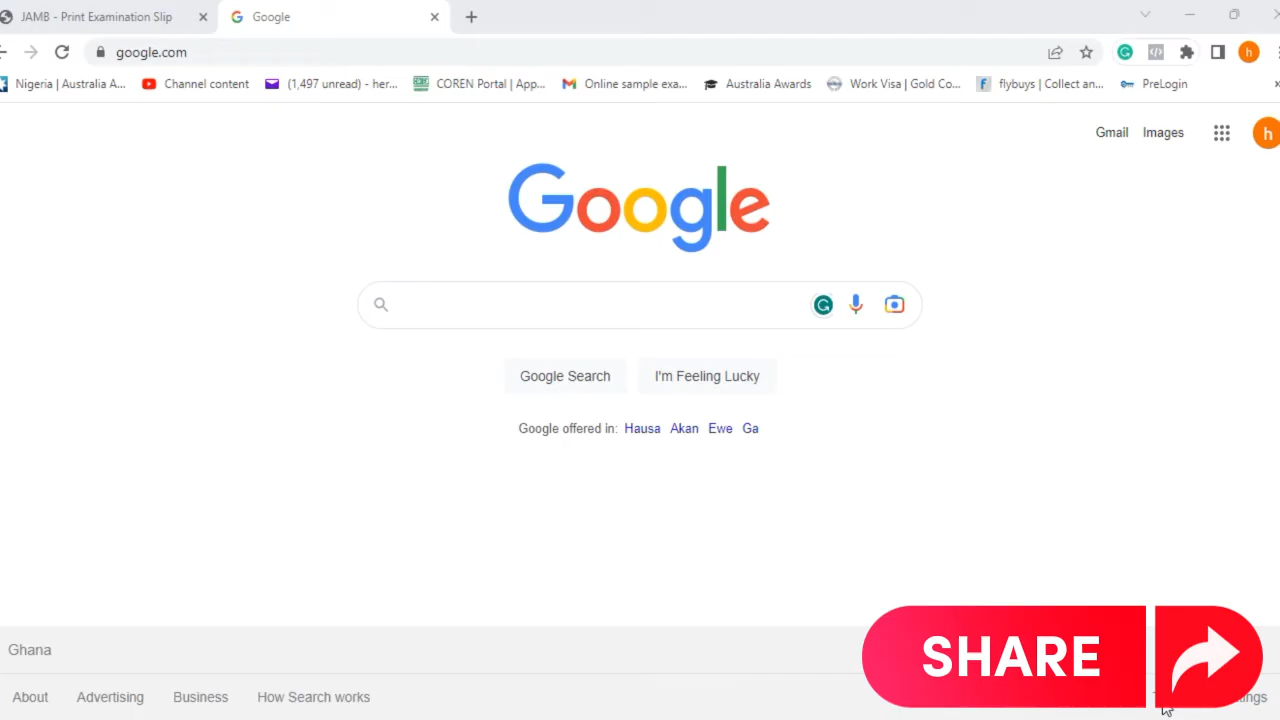 JAMB - Print Examination Slip
Google
google.com
h
Nigeria | Australia A...
Channel content
(1,497 unread) - her...
COREN Portal | App...
Online sample exa...
Australia Awards
Work Visa | Gold Co...
flybuys | Collect an...
PreLogin
Gmail
Images
h
Google
Google Search
I'm Feeling Lucky
Google offered in: Hausa Akan Ewe Ga
Ghana
SHARE
About
Advertising
Business
How Search works